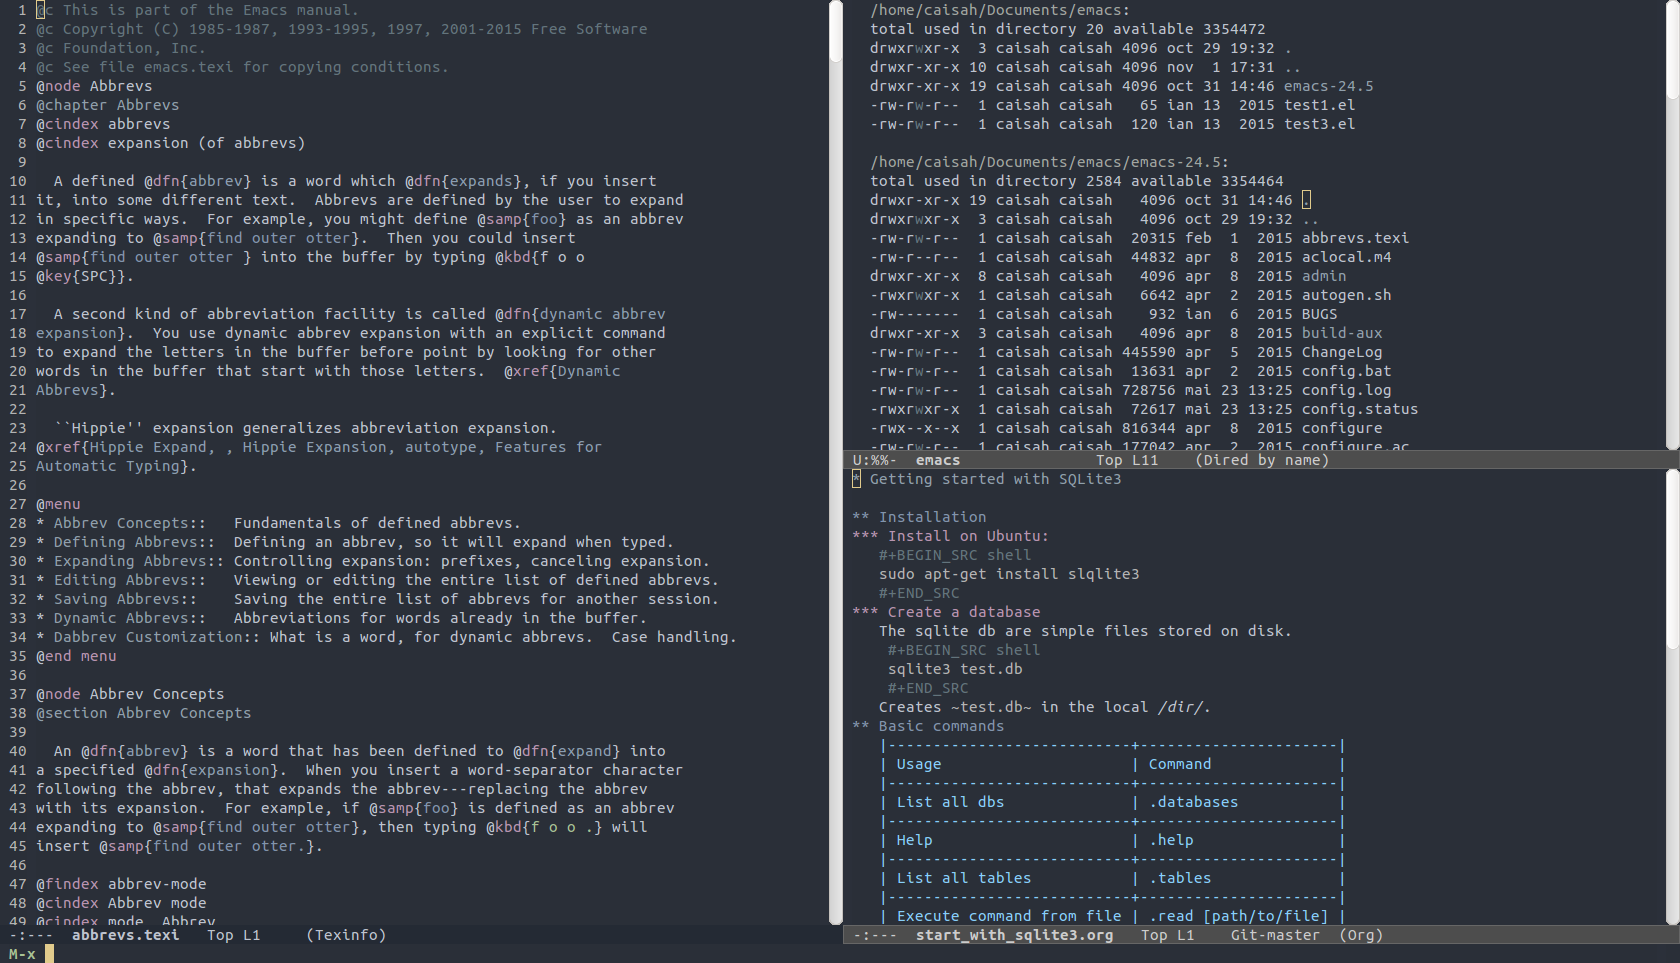 1 @c This is part of the Emacs manual.
2 @c Copyright (C) 1985-1987, 1993-1995, 1997, 2001-2015 Free Software
3 @c Foundation, Inc.
4 @c See file emacs.texi for copying conditions.
5 @node Abbrevs
6 @chapter Abbrevs
7 @cindex abbrevs
8 @cindex expansion (of abbrevs)
9
10   A defined @dfn{abbrev} is a word which @dfn{expands}, if you insert
11 it, into some different text.  Abbrevs are defined by the user to expand
12 in specific ways.  For example, you might define @samp{foo} as an abbrev
13 expanding to @samp{find outer otter}.  Then you could insert
14 @samp{find outer otter } into the buffer by typing @kbd{f o o
15 @key{SPC}}.
16
17   A second kind of abbreviation facility is called @dfn{dynamic abbrev
18 expansion}.  You use dynamic abbrev expansion with an explicit command
19 to expand the letters in the buffer before point by looking for other
20 words in the buffer that start with those letters.  @xref{Dynamic
21 Abbrevs}.
22
23   ``Hippie'' expansion generalizes abbreviation expansion.
24 @xref{Hippie Expand, , Hippie Expansion, autotype, Features for
25 Automatic Typing}.
26
27 @menu
28 * Abbrev Concepts::   Fundamentals of defined abbrevs.
29 * Defining Abbrevs::  Defining an abbrev, so it will expand when typed.
30 * Expanding Abbrevs:: Controlling expansion: prefixes, canceling expansion.
31 * Editing Abbrevs::   Viewing or editing the entire list of defined abbrevs.
32 * Saving Abbrevs::    Saving the entire list of abbrevs for another session.
33 * Dynamic Abbrevs::   Abbreviations for words already in the buffer.
34 * Dabbrev Customization:: What is a word, for dynamic abbrevs.  Case handling.
35 @end menu
36
37 @node Abbrev Concepts
38 @section Abbrev Concepts
39
40   An @dfn{abbrev} is a word that has been defined to @dfn{expand} into
41 a specified @dfn{expansion}.  When you insert a word-separator character
42 following the abbrev, that expands the abbrev---replacing the abbrev
43 with its expansion.  For example, if @samp{foo} is defined as an abbrev
44 expanding to @samp{find outer otter}, then typing @kbd{f o o .} will
45 insert @samp{find outer otter.}.
46
47 @findex abbrev-mode
48 @cindex Abbrev mode
49 @cindex mode, Abbrev
-:---  abbrevs.texi   Top L1     (Texinfo)
M-x
/home/caisah/Documents/emacs:
total used in directory 20 available 3354472
drwxrwxr-x  3 caisah caisah 4096 oct 29 19:32 .
drwxr-xr-x 10 caisah caisah 4096 nov  1 17:31 ..
drwxr-xr-x 19 caisah caisah 4096 oct 31 14:46 emacs-24.5
-rw-rw-r--  1 caisah caisah   65 ian 13  2015 test1.el
-rw-rw-r--  1 caisah caisah  120 ian 13  2015 test3.el

/home/caisah/Documents/emacs/emacs-24.5:
total used in directory 2584 available 3354464
drwxr-xr-x 19 caisah caisah   4096 oct 31 14:46 .
drwxrwxr-x  3 caisah caisah   4096 oct 29 19:32 ..
-rw-rw-r--  1 caisah caisah  20315 feb  1  2015 abbrevs.texi
-rw-rw-r--  1 caisah caisah  44832 apr  8  2015 aclocal.m4
drwxr-xr-x  8 caisah caisah   4096 apr  8  2015 admin
-rwxrwxr-x  1 caisah caisah   6642 apr  2  2015 autogen.sh
-rw-------  1 caisah caisah    932 ian  6  2015 BUGS
drwxr-xr-x  3 caisah caisah   4096 apr  8  2015 build-aux
-rw-rw-r--  1 caisah caisah 445590 apr  5  2015 ChangeLog
-rw-rw-r--  1 caisah caisah  13631 apr  2  2015 config.bat
-rw-rw-r--  1 caisah caisah 728756 mai 23 13:25 config.log
-rwxrwxr-x  1 caisah caisah  72617 mai 23 13:25 config.status
-rwx--x--x  1 caisah caisah 816344 apr  8  2015 configure
-rw-rw-r--  1 caisah caisah 177042 apr  2  2015 configure.ac
U:%%-  emacs               Top L11    (Dired by name)
* Getting started with SQLite3

** Installation
*** Install on Ubuntu:
#+BEGIN_SRC shell
sudo apt-get install slqlite3
#+END_SRC
*** Create a database
The sqlite db are simple files stored on disk.
#+BEGIN_SRC shell
sqlite3 test.db
#+END_SRC
Creates ~test.db~ in the local /dir/.
** Basic commands
|---------------------------+----------------------|
| Usage                     | Command              |
|---------------------------+----------------------|
| List all dbs              | .databases           |
|---------------------------+----------------------|
| Help                      | .help                |
|---------------------------+----------------------|
| List all tables           | .tables              |
|---------------------------+----------------------|
| Execute command from file | .read [path/to/file] |
-:---  start_with_sqlite3.org   Top L1    Git-master  (Org)